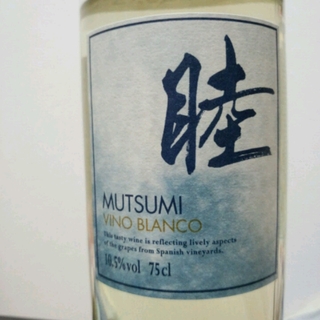 睦
MUTSUMI
VINO BLANCO
This tasty wine is reflecting lively aspects
of the grapes from Spanish vineyards.
10.5%vol 75cl